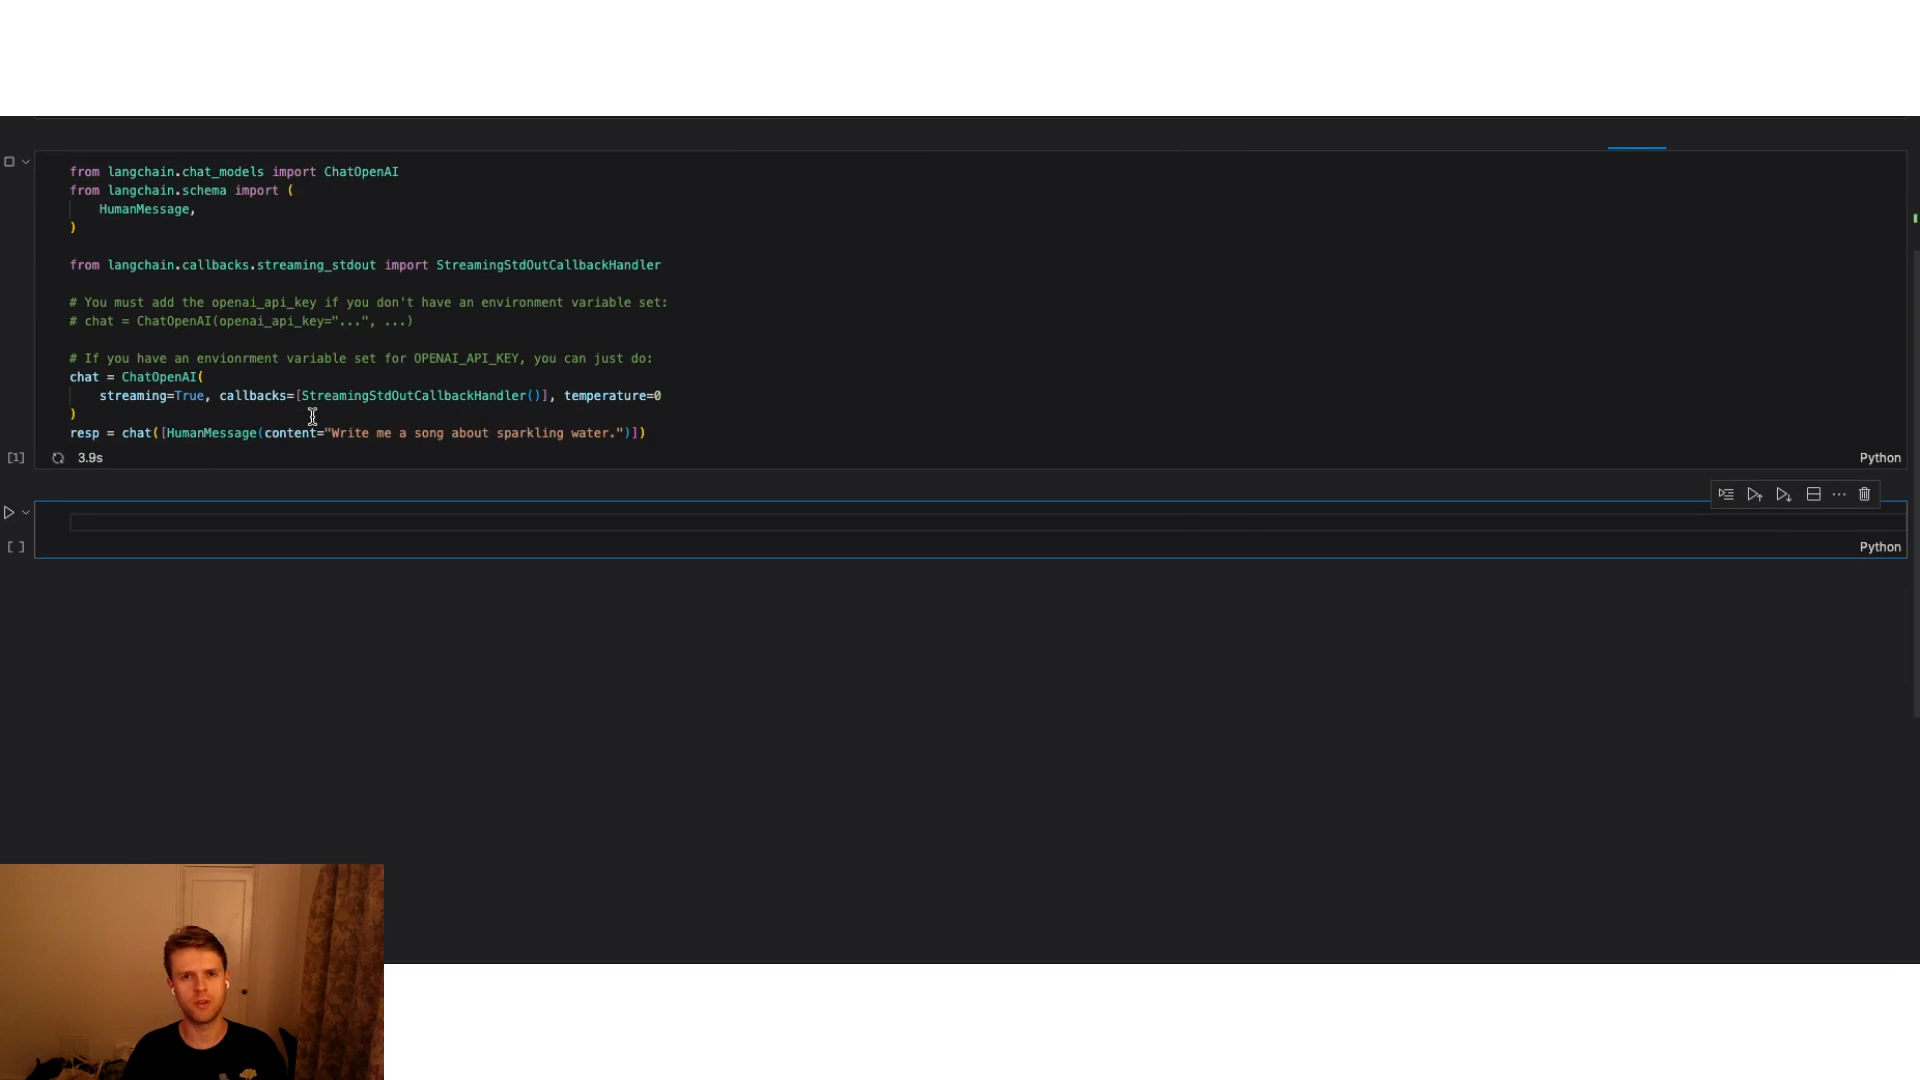 from langchain.chat_models import ChatOpenAI
from langchain.schema import (
    HumanMessage,
)
from langchain.callbacks.streaming_stdout import StreamingStdOutCallbackHandler
# You must add the openai_api_key if you don't have an environment variable set:
# chat = ChatOpenAI(openai_api_key="...", ...)
# If you have an envionrment variable set for OPENAI_API_KEY, you can just do:
chat = ChatOpenAI(
    streaming=True, callbacks=[StreamingStdOutCallbackHandler()], temperature=0
)
resp = chat([HumanMessage(content="Write me a song about sparkling water.")])
[1] 3.9s Python
[ ] Python